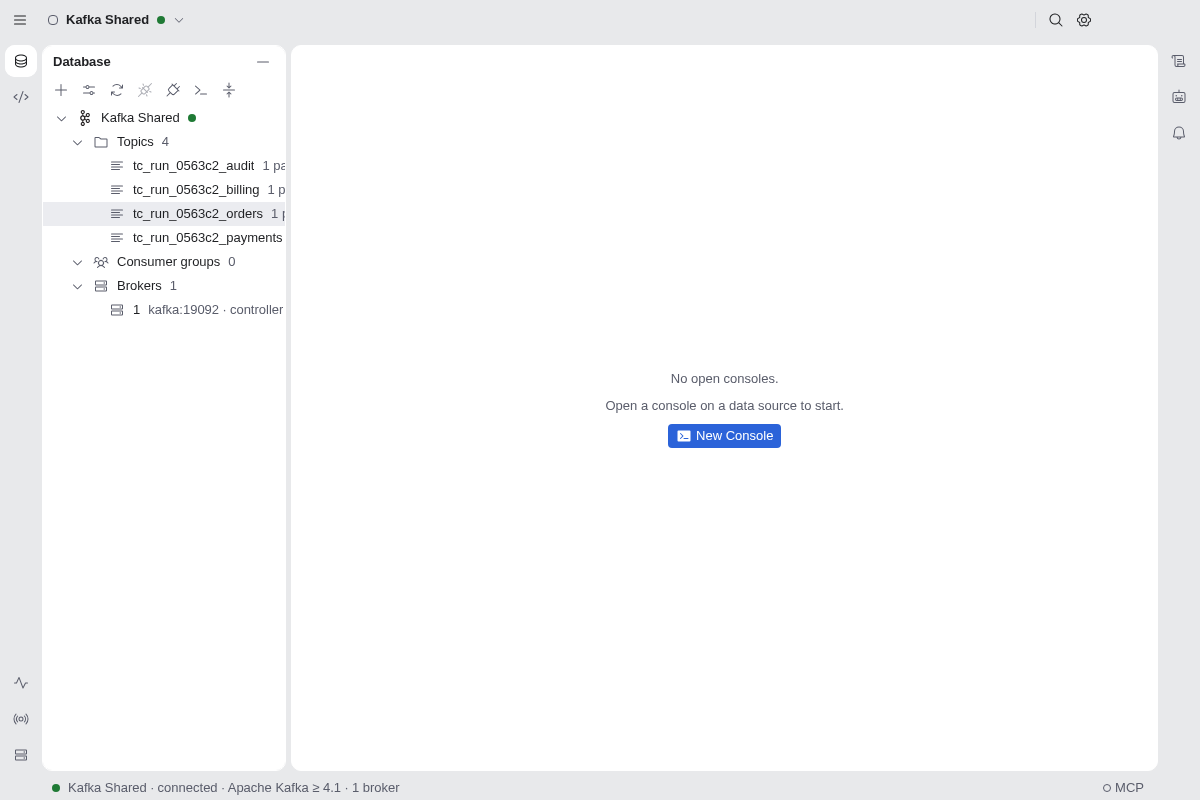 Kafka Shared
Database
Kafka Shared
Topics 4
tc_run_0563c2_audit 1 pa
tc_run_0563c2_billing 1 p
tc_run_0563c2_orders 1 p
tc_run_0563c2_payments
Consumer groups 0
Brokers 1
1 kafka:19092 · controller
No open consoles.
Open a console on a data source to start.
New Console
Kafka Shared · connected · Apache Kafka ≥ 4.1 · 1 broker
MCP